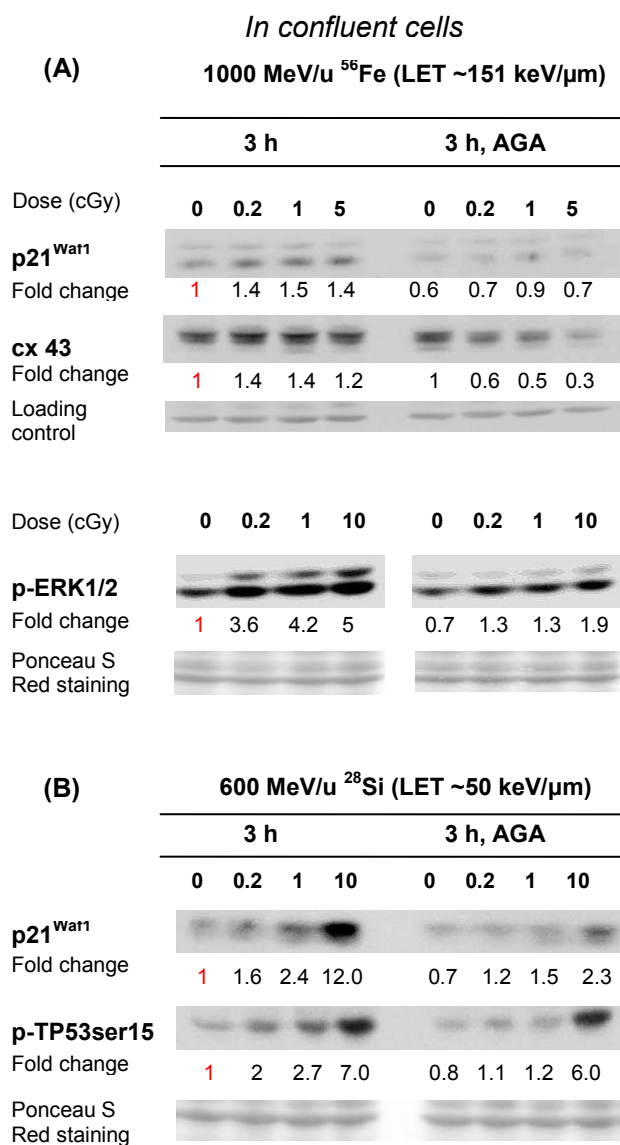 In confluent cells
(A) 1000 MeV/u ⁵⁶Fe (LET ~151 keV/µm)
3 h 3 h, AGA
Dose (cGy) 0 0.2 1 5 0 0.2 1 5
p21ᵂᵃᶠ¹
Fold change 1 1.4 1.5 1.4 0.6 0.7 0.9 0.7
cx 43
Fold change 1 1.4 1.4 1.2 1 0.6 0.5 0.3
Loading
control
Dose (cGy) 0 0.2 1 10 0 0.2 1 10
p-ERK1/2
Fold change 1 3.6 4.2 5 0.7 1.3 1.3 1.9
Ponceau S
Red staining
(B) 600 MeV/u ²⁸Si (LET ~50 keV/µm)
3 h 3 h, AGA
0 0.2 1 10 0 0.2 1 10
p21ᵂᵃᶠ¹
Fold change 1 1.6 2.4 12.0 0.7 1.2 1.5 2.3
p-TP53ser15
Fold change 1 2 2.7 7.0 0.8 1.1 1.2 6.0
Ponceau S
Red staining